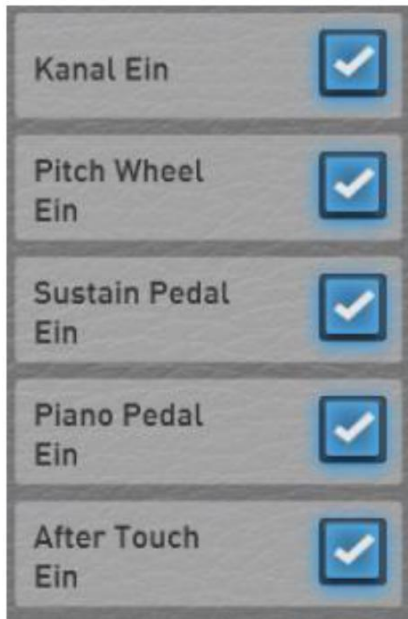 Kanal Ein
Pitch Wheel
Ein
Sustain Pedal
Ein
Piano Pedal
Ein
After Touch
Ein